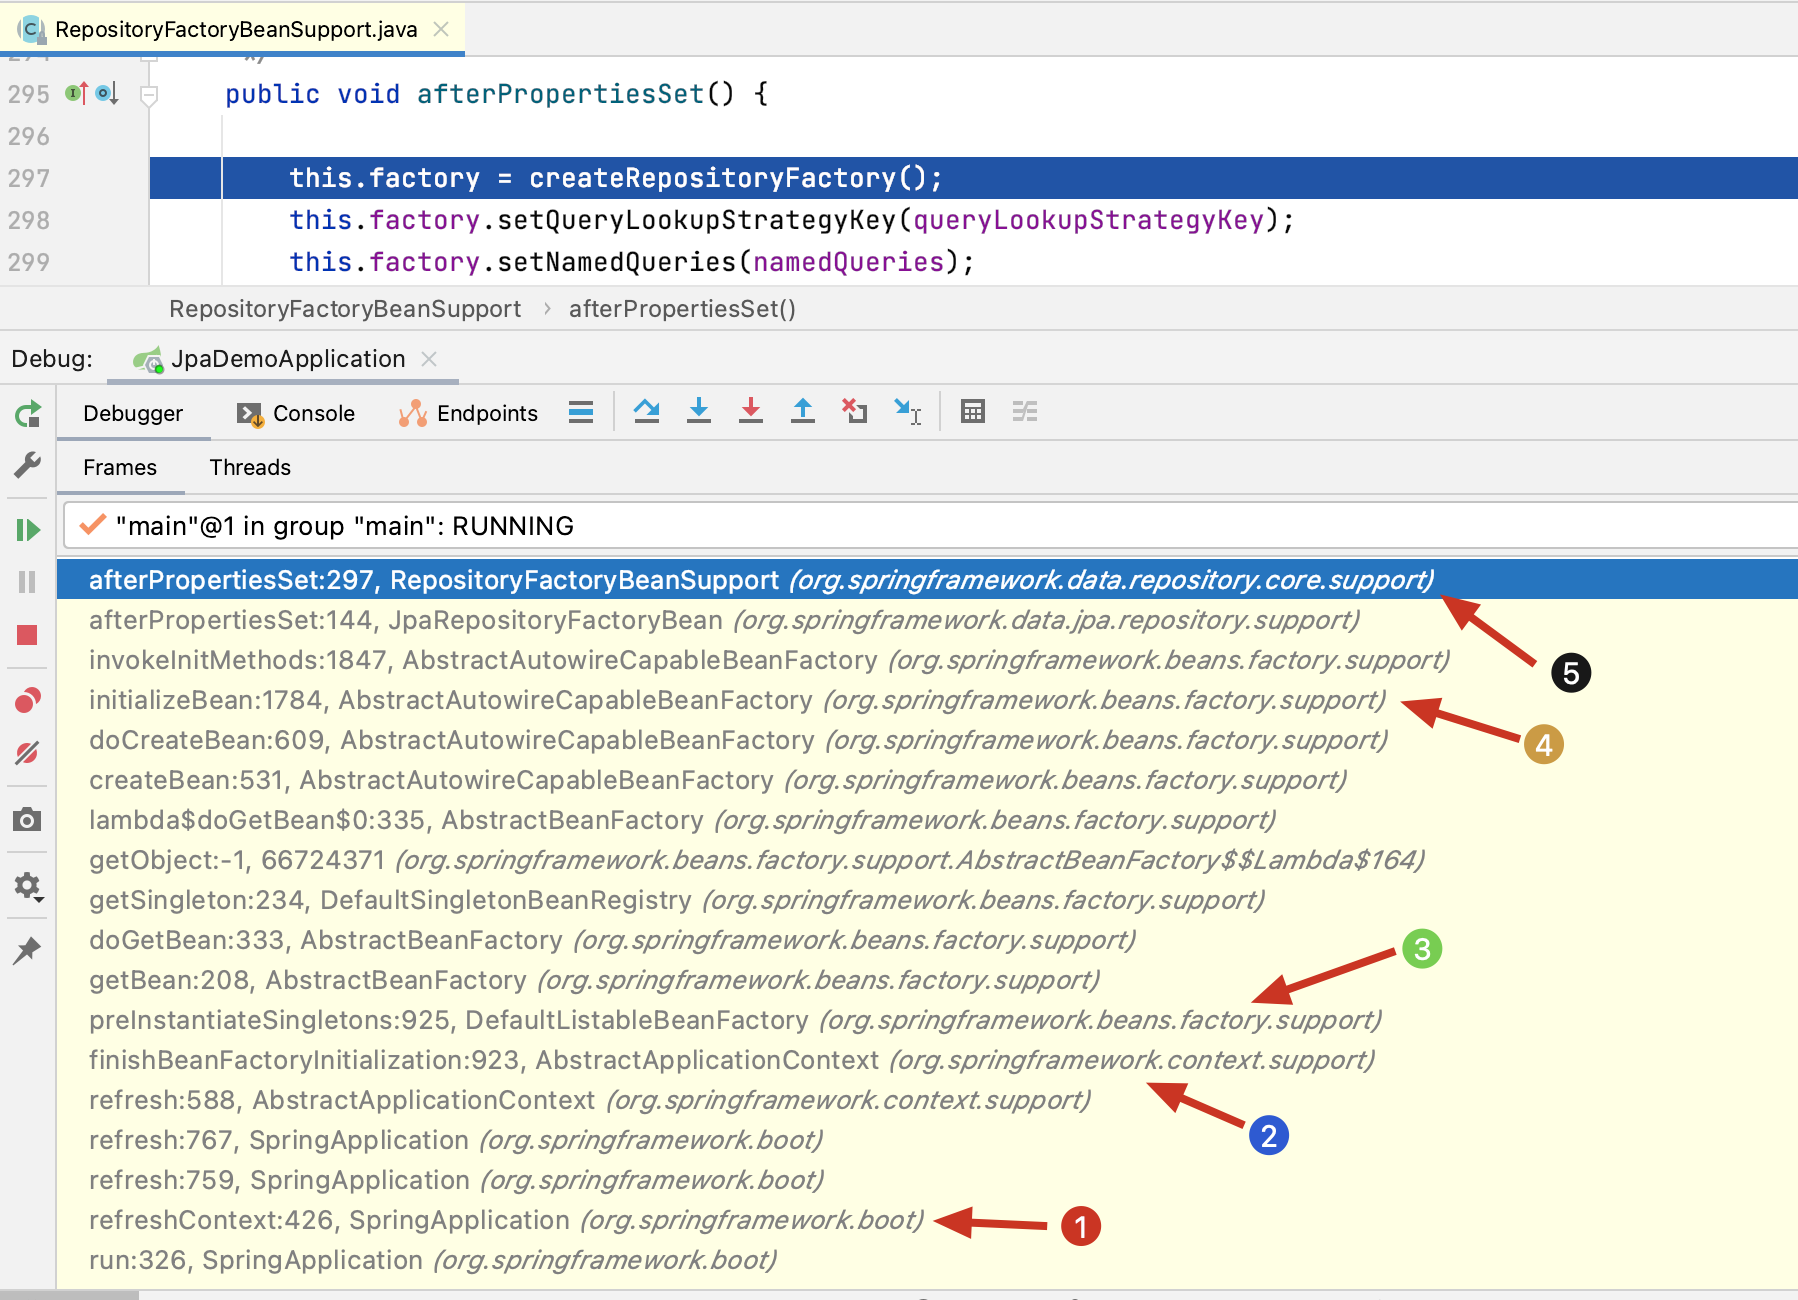 RepositoryFactoryBeanSupport.java
294 */
295 public void afterPropertiesSet() {
296
297 this.factory = createRepositoryFactory();
298 this.factory.setQueryLookupStrategyKey(queryLookupStrategyKey);
299 this.factory.setNamedQueries(namedQueries);
RepositoryFactoryBeanSupport › afterPropertiesSet()
Debug: JpaDemoApplication
Debugger Console Endpoints
Frames Threads
"main"@1 in group "main": RUNNING
afterPropertiesSet:297, RepositoryFactoryBeanSupport (org.springframework.data.repository.core.support)
afterPropertiesSet:144, JpaRepositoryFactoryBean (org.springframework.data.jpa.repository.support)
invokeInitMethods:1847, AbstractAutowireCapableBeanFactory (org.springframework.beans.factory.support)
5
initializeBean:1784, AbstractAutowireCapableBeanFactory (org.springframework.beans.factory.support)
doCreateBean:609, AbstractAutowireCapableBeanFactory (org.springframework.beans.factory.support)
4
createBean:531, AbstractAutowireCapableBeanFactory (org.springframework.beans.factory.support)
lambda$doGetBean$0:335, AbstractBeanFactory (org.springframework.beans.factory.support)
getObject:-1, 66724371 (org.springframework.beans.factory.support.AbstractBeanFactory$$Lambda$164)
getSingleton:234, DefaultSingletonBeanRegistry (org.springframework.beans.factory.support)
doGetBean:333, AbstractBeanFactory (org.springframework.beans.factory.support)
3
getBean:208, AbstractBeanFactory (org.springframework.beans.factory.support)
preInstantiateSingletons:925, DefaultListableBeanFactory (org.springframework.beans.factory.support)
finishBeanFactoryInitialization:923, AbstractApplicationContext (org.springframework.context.support)
refresh:588, AbstractApplicationContext (org.springframework.context.support)
2
refresh:767, SpringApplication (org.springframework.boot)
refresh:759, SpringApplication (org.springframework.boot)
refreshContext:426, SpringApplication (org.springframework.boot)
1
run:326, SpringApplication (org.springframework.boot)